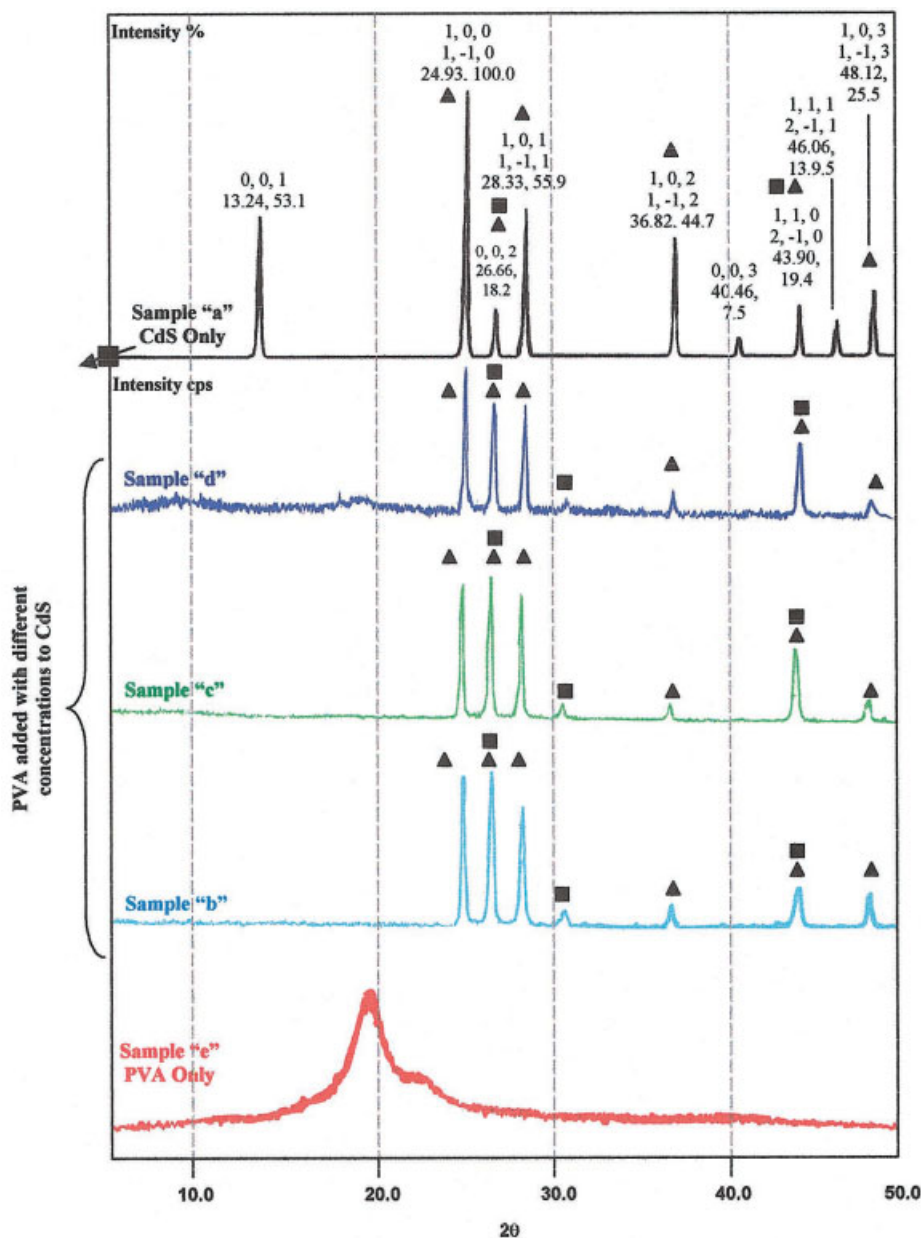 Intensity %
1, 0, 0
1, -1, 0
24.93. 100.0
1, 0, 3
1, -1, 3
48.12,
25.5
1, 1, 1
2, -1, 1
46.06,
13.9.5
1, 0, 1
1, -1, 1
28.33, 55.9
0, 0, 1
13.24, 53.1
1, 0, 2
1, -1, 2
36.82. 44.7
1, 1, 0
2, -1, 0
43.90,
19.4
0, 0, 2
26.66,
18.2
0, 0, 3
40.46,
7.5
Sample “a”
CdS Only
Intensity cps
Sample “d”
Sample “c”
Sample “b”
PVA added with different
concentrations to CdS
Sample “e”
PVA Only
10.0 20.0 30.0 40.0 50.0
2θ